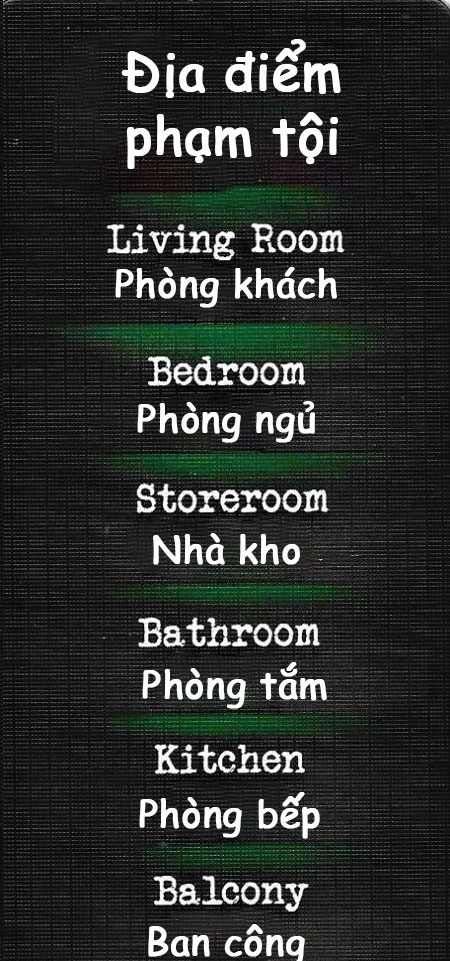 Địa điểm
phạm tội
Living Room
Phòng khách
Bedroom
Phòng ngủ
Storeroom
Nhà kho
Bathroom
Phòng tắm
Kitchen
Phòng bếp
Balcony
Ban công